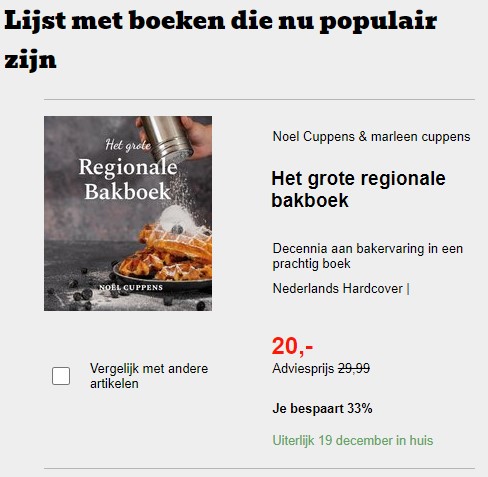 Lijst met boeken die nu populair
zijn
Het grote
Regionale
Bakboek
NOËL CUPPENS
Noel Cuppens & marleen cuppens
Het grote regionale
bakboek
Decennia aan bakervaring in een
prachtig boek
Nederlands Hardcover |
20,-
Adviesprijs 29,99
Je bespaart 33%
Uiterlijk 19 december in huis
Vergelijk met andere
artikelen